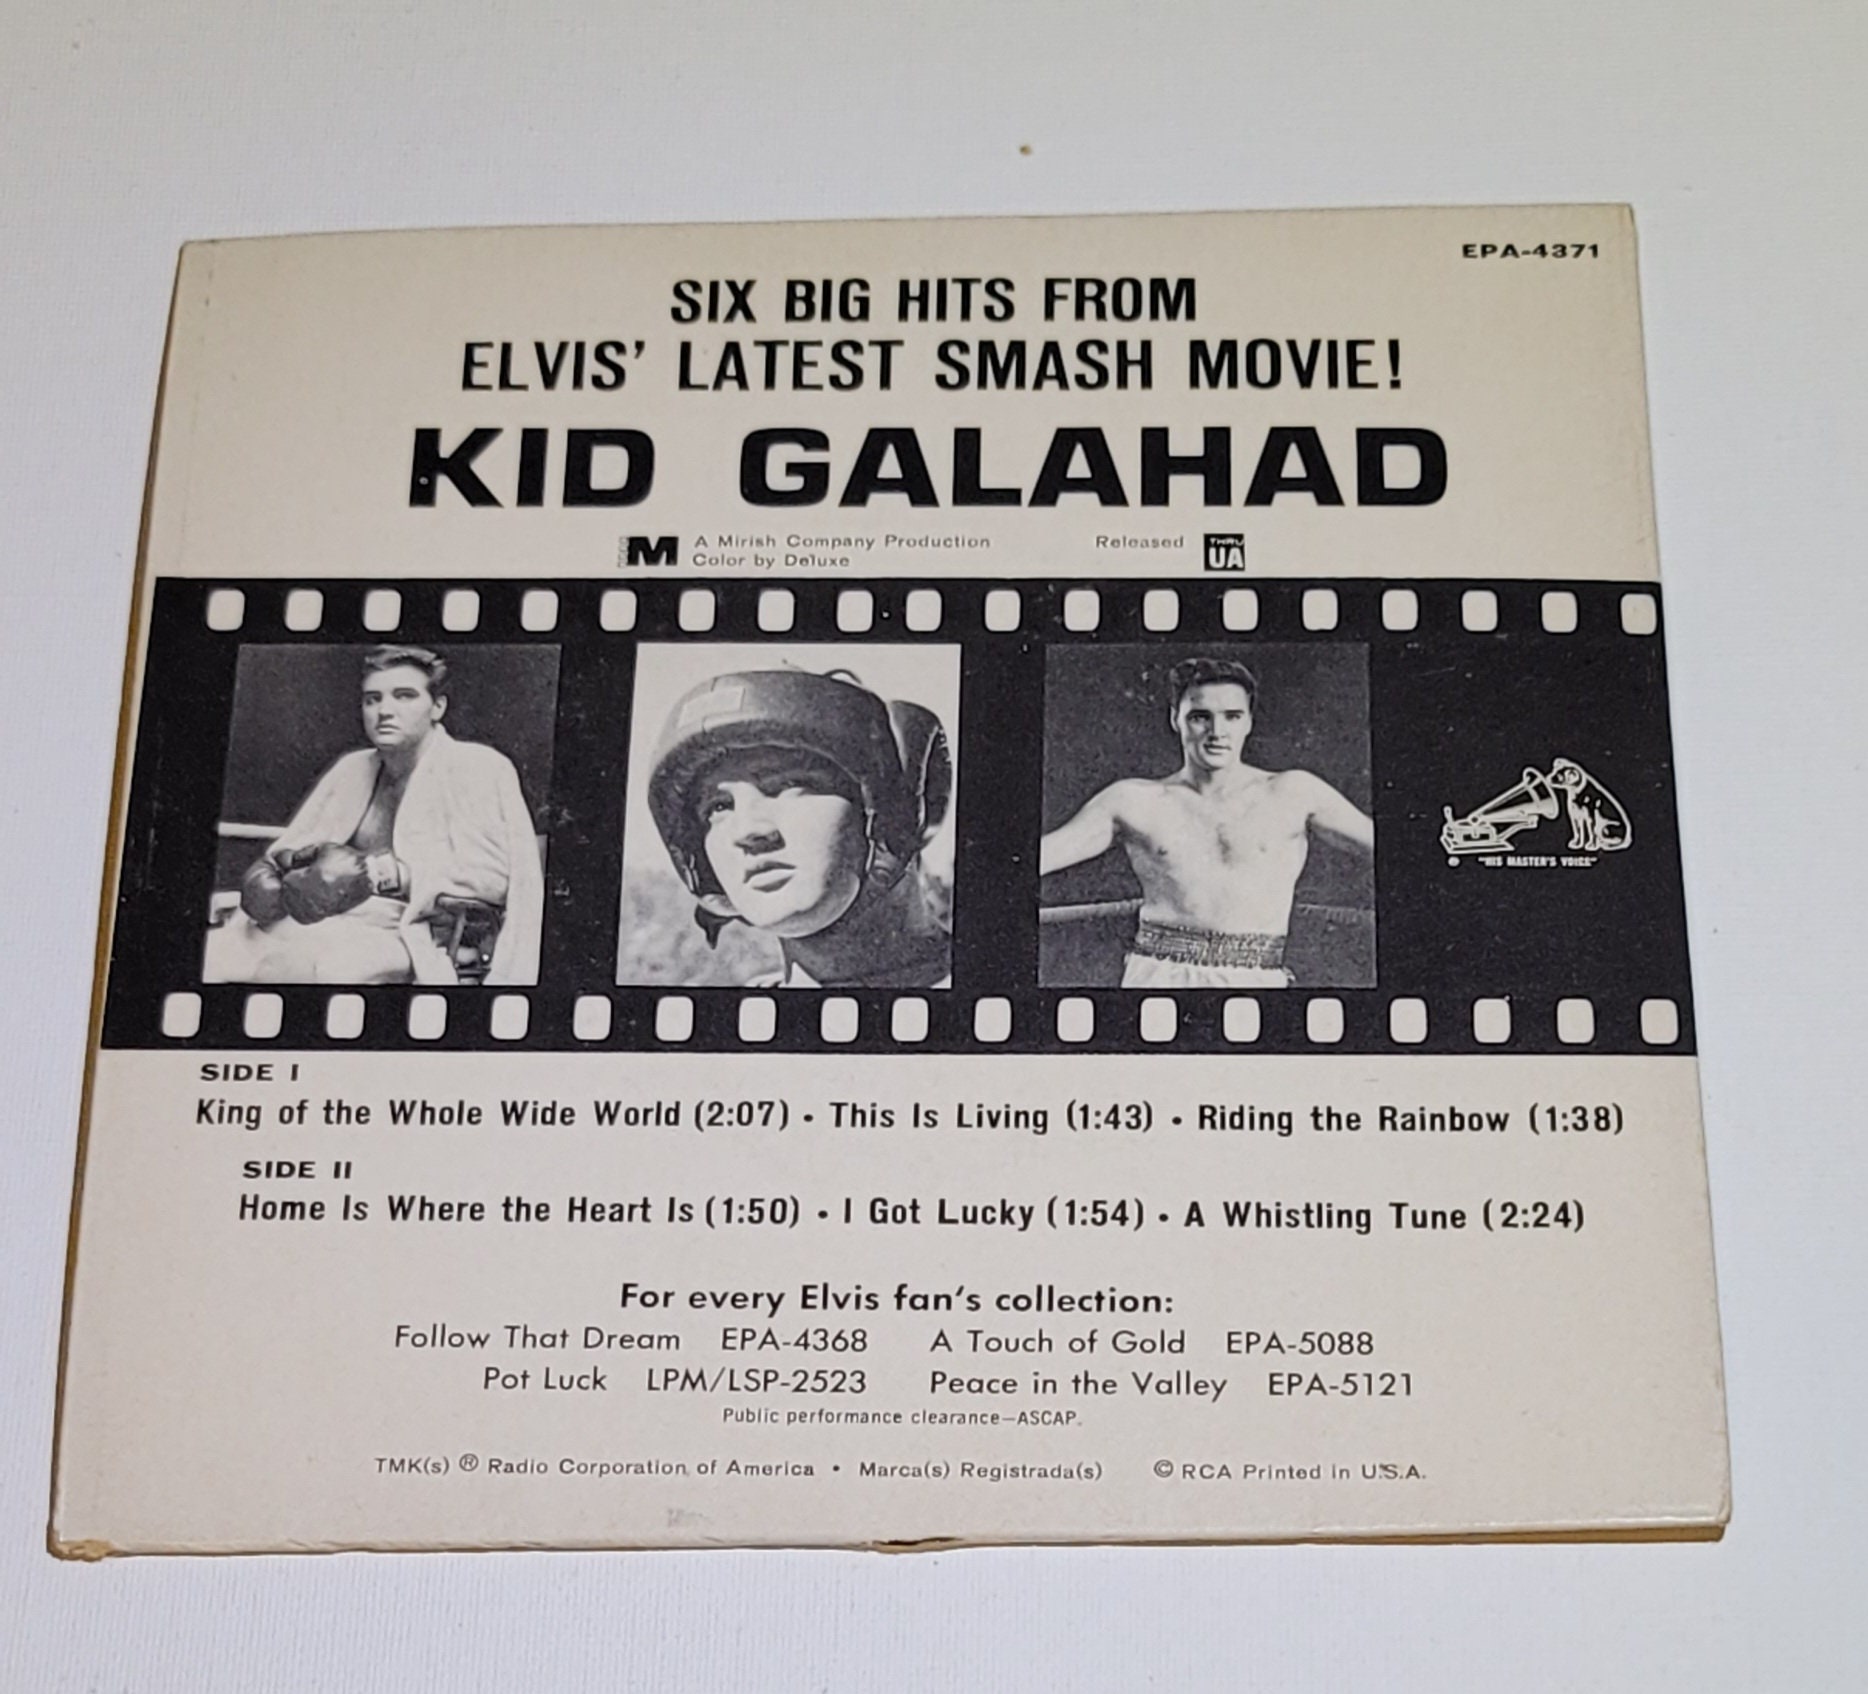 EPA-4371
SIX BIG HITS FROM
ELVIS’ LATEST SMASH MOVIE!
KID GALAHAD
M A Mirish Company Production Released THRU
Color by DeLuxe UA
® "HIS MASTER'S VOICE"
SIDE I
King of the Whole Wide World (2:07) • This Is Living (1:43) • Riding the Rainbow (1:38)
SIDE II
Home Is Where the Heart Is (1:50) • I Got Lucky (1:54) • A Whistling Tune (2:24)
For every Elvis fan's collection:
Follow That Dream EPA-4368 A Touch of Gold EPA-5088
Pot Luck LPM/LSP-2523 Peace in the Valley EPA-5121
Public performance clearance—ASCAP.
TMK(s) ® Radio Corporation of America • Marca(s) Registrada(s) © RCA Printed in U.S.A.